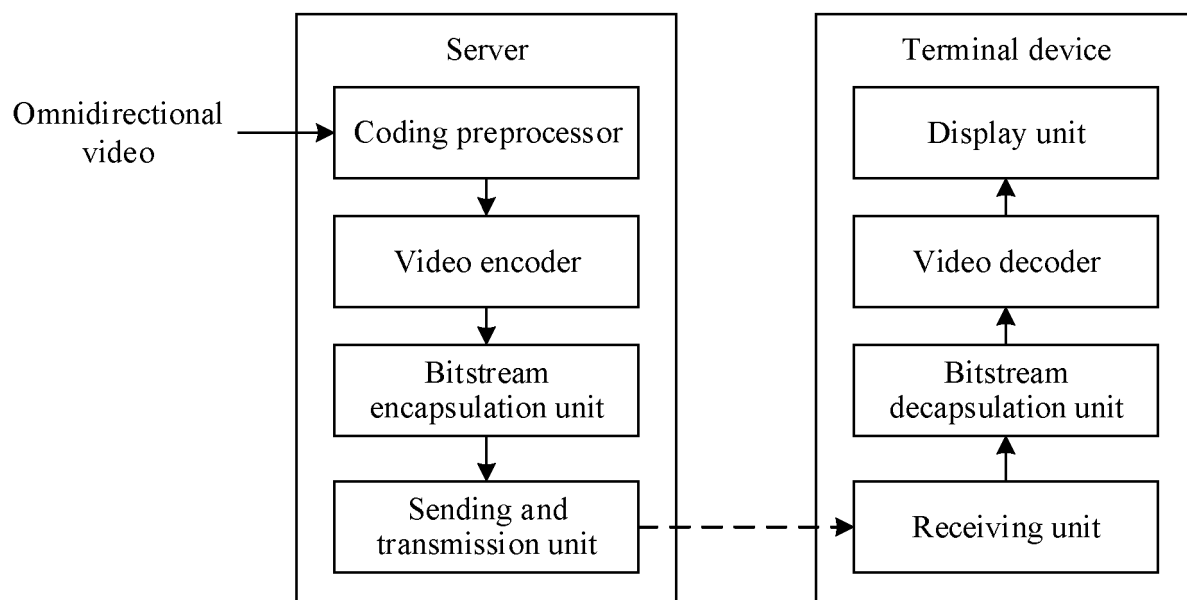 Omnidirectional
video
Server
Coding preprocessor
Video encoder
Bitstream
encapsulation unit
Sending and
transmission unit
Terminal device
Display unit
Video decoder
Bitstream
decapsulation unit
Receiving unit